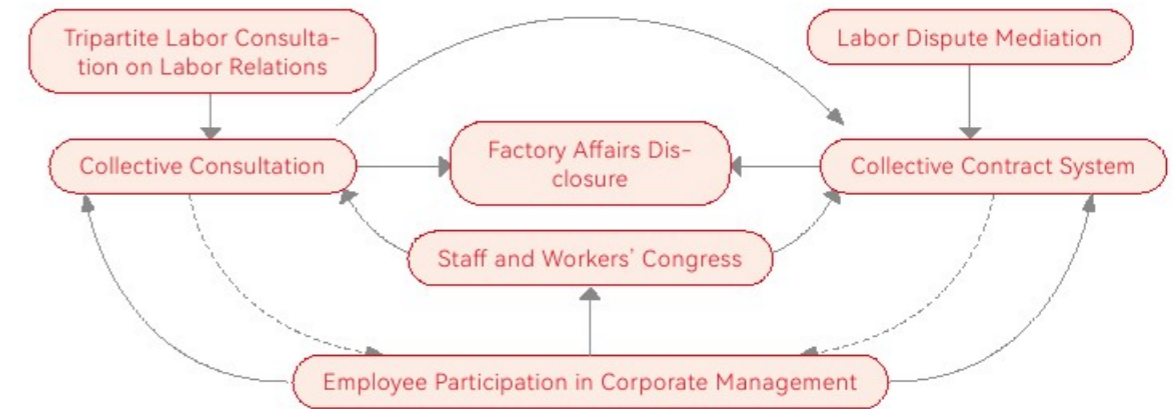 Tripartite Labor Consulta-
tion on Labor Relations
Labor Dispute Mediation
Collective Consultation
Factory Affairs Dis-
closure
Collective Contract System
Staff and Workers' Congress
Employee Participation in Corporate Management